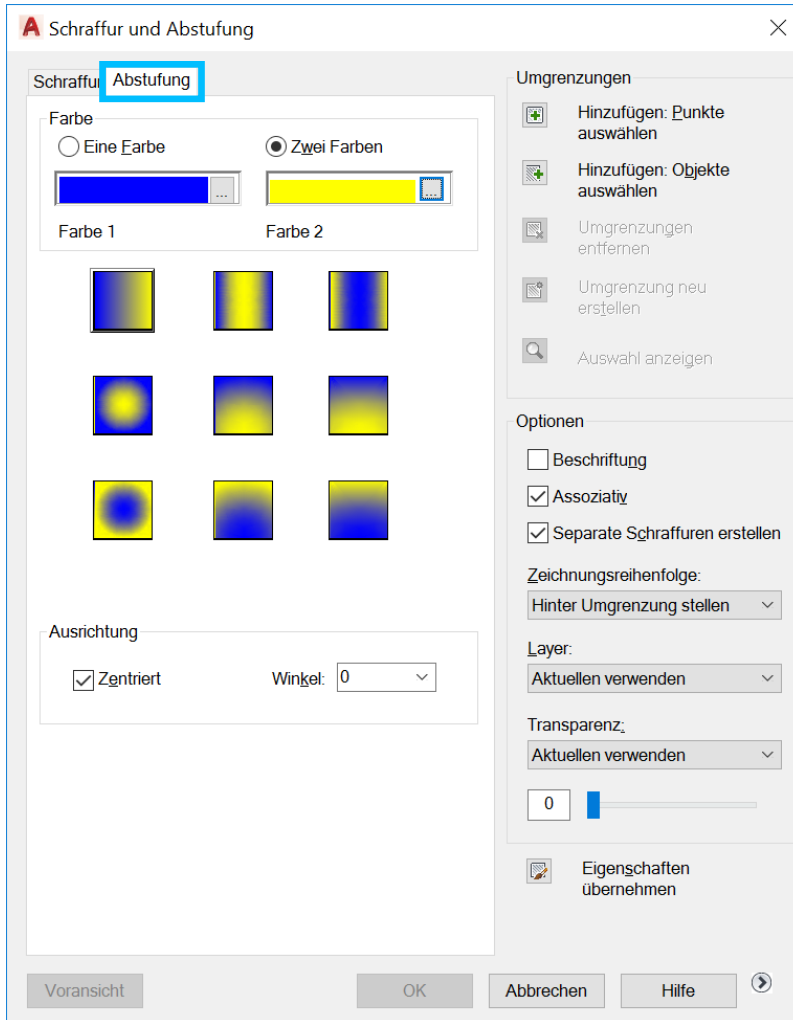 A Schraffur und Abstufung
Schraffu Abstufung
Farbe
Eine Farbe
Zwei Farben
...
...
Farbe 1
Farbe 2
Ausrichtung
Zentriert
Winkel: 0
Umgrenzungen
Hinzufügen: Punkte
auswählen
Hinzufügen: Objekte
auswählen
Umgrenzungen
entfernen
Umgrenzung neu
erstellen
Auswahl anzeigen
Optionen
Beschriftung
Assoziativ
Separate Schraffuren erstellen
Zeichnungsreihenfolge:
Hinter Umgrenzung stellen
Layer:
Aktuellen verwenden
Transparenz:
Aktuellen verwenden
0
Eigenschaften
übernehmen
Voransicht
OK
Abbrechen
Hilfe